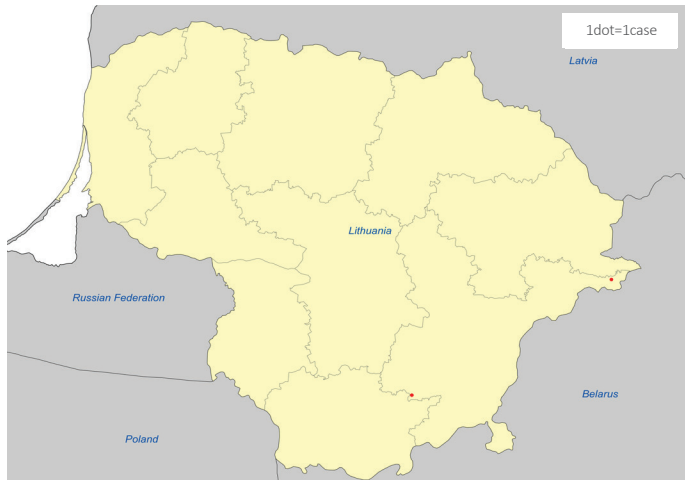 1dot=1case
Latvia
Lithuania
Russian Federation
Belarus
Poland